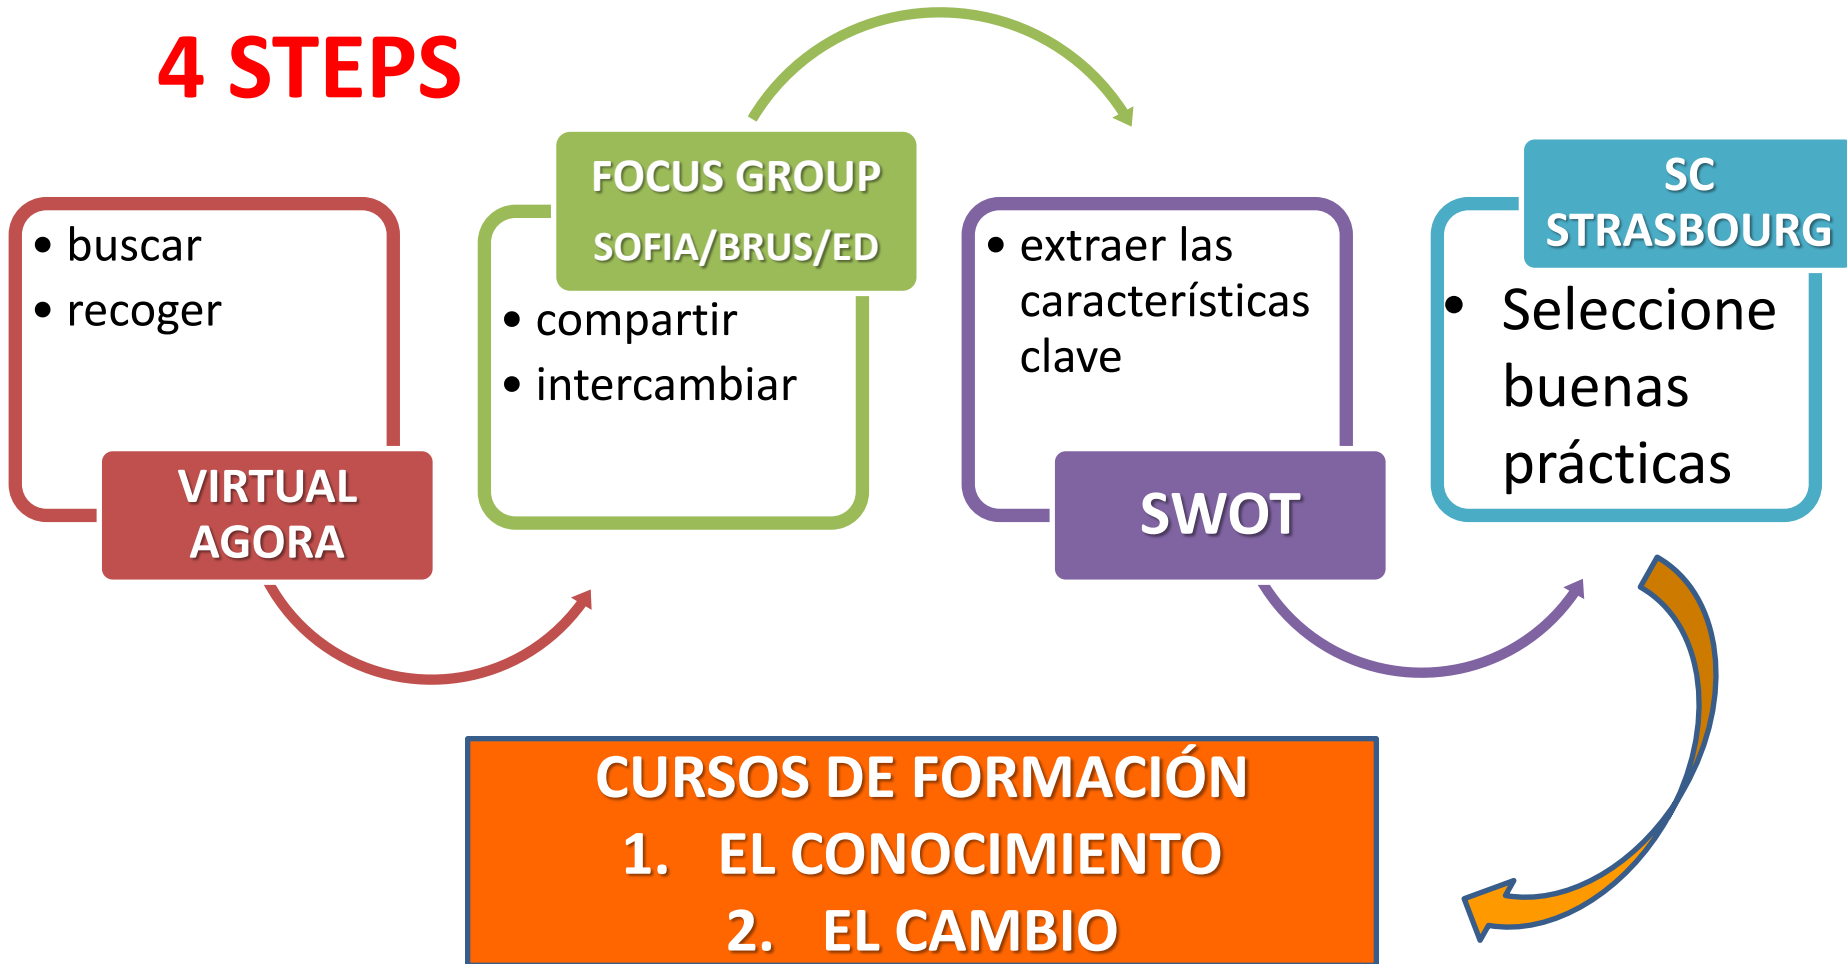 4 STEPS
• buscar
• recoger
VIRTUAL
AGORA
FOCUS GROUP
SOFIA/BRUS/ED
• compartir
• intercambiar
• extraer las
características
clave
SWOT
SC
STRASBOURG
• Seleccione
buenas
prácticas
CURSOS DE FORMACIÓN
1. EL CONOCIMIENTO
2. EL CAMBIO